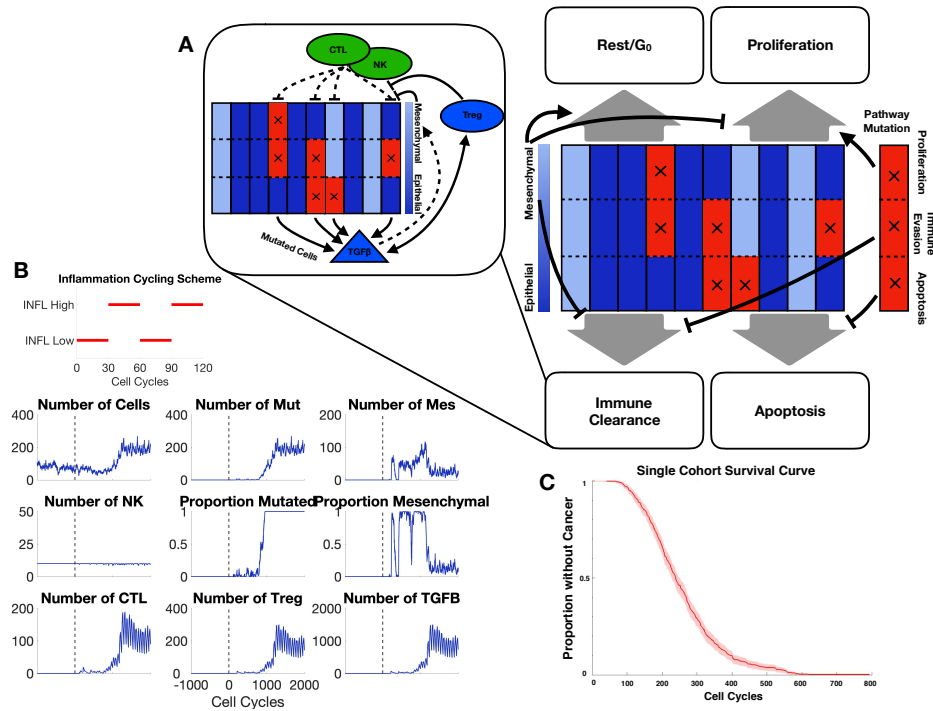 A
CTL
NK
Treg
Mesenchymal
Epithelial
Mutated Cells
TGFβ
Rest/G0
Proliferation
Mesenchymal
Epithelial
Pathway
Mutation
Proliferation
Immune
Evasion
Apoptosis
Immune
Clearance
Apoptosis
B
Inflammation Cycling Scheme
INFL High
INFL Low
0 30 60 90 120
Cell Cycles
Number of Cells
400
200
0
Number of Mut
400
200
0
Number of Mes
200
100
0
Number of NK
50
25
0
Proportion Mutated
1
0.5
0
Proportion Mesenchymal
1
0.5
0
Number of CTL
200
100
0
Number of Treg
400
200
0
-1000 0 1000 2000
Cell Cycles
Number of TGFB
2000
1000
0
C
Single Cohort Survival Curve
Proportion without Cancer
1
0.5
0 100 200 300 400 500 600 700 800
Cell Cycles